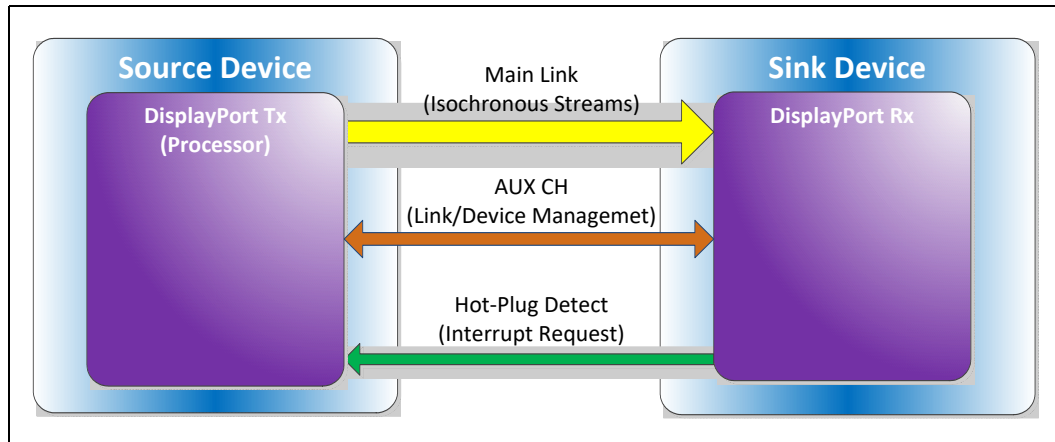 Source Device
DisplayPort Tx
(Processor)
Main Link
(Isochronous Streams)
AUX CH
(Link/Device Managemet)
Hot-Plug Detect
(Interrupt Request)
Sink Device
DisplayPort Rx